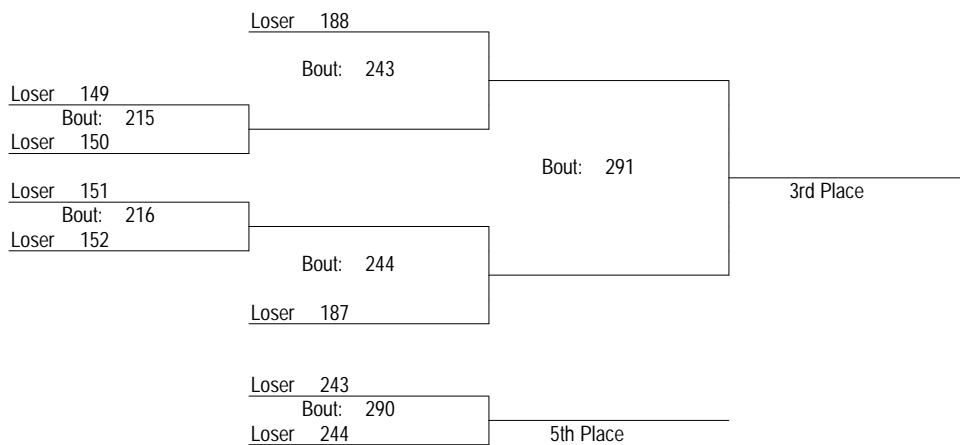 Loser 188
Bout: 243
Loser 149
Bout: 215
Loser 150
Bout: 291
Loser 151
3rd Place
Bout: 216
Loser 152
Bout: 244
Loser 187
Loser 243
Bout: 290
Loser 244
5th Place